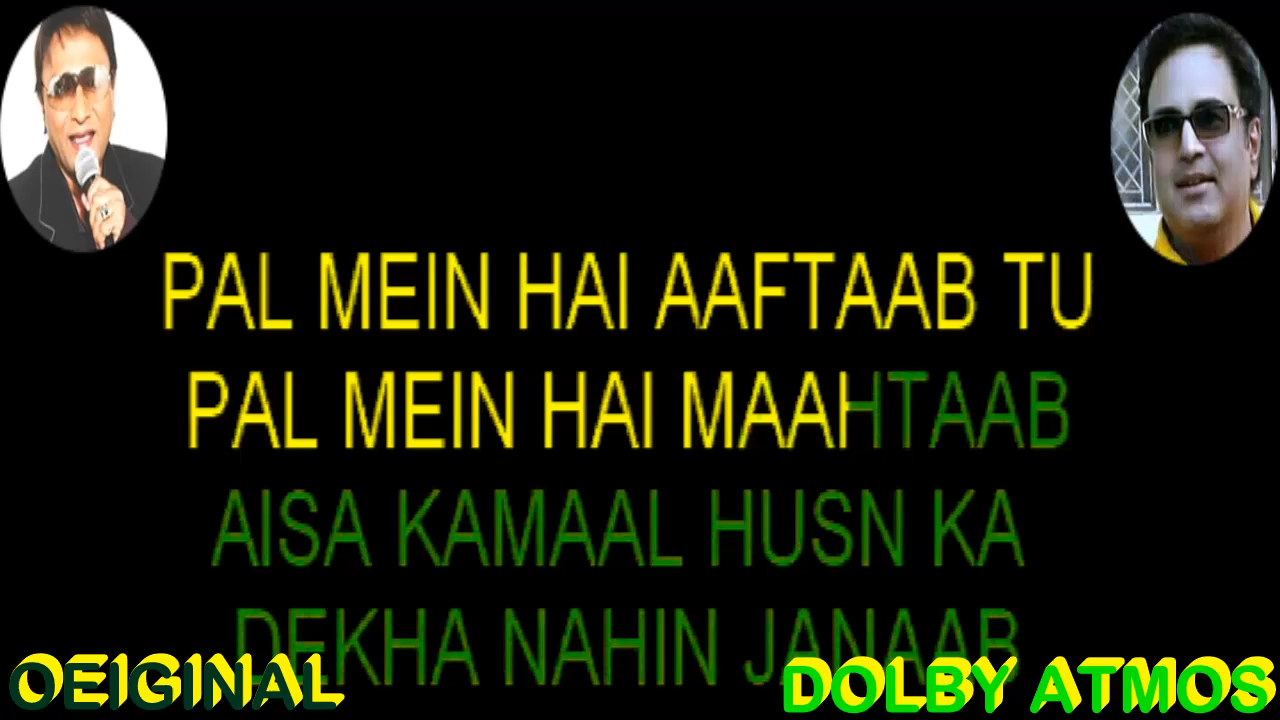 PAL MEIN HAI AAFTAAB TU
PAL MEIN HAI MAAHTAAB
AISA KAMAAL HUSN KA
DEKHA NAHIN JANAAB
OEIGINAL
DOLBY ATMOS